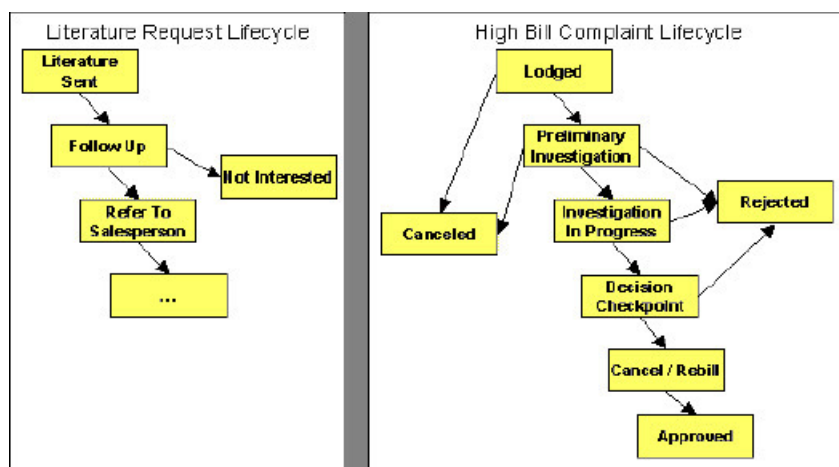 Literature Request Lifecycle
Literature
Sent
Follow Up
Not Interested
Refer To
Salesperson
...
High Bill Complaint Lifecycle
Lodged
Preliminary
Investigation
Canceled
Investigation
In Progress
Rejected
Decision
Checkpoint
Cancel / Rebill
Approved